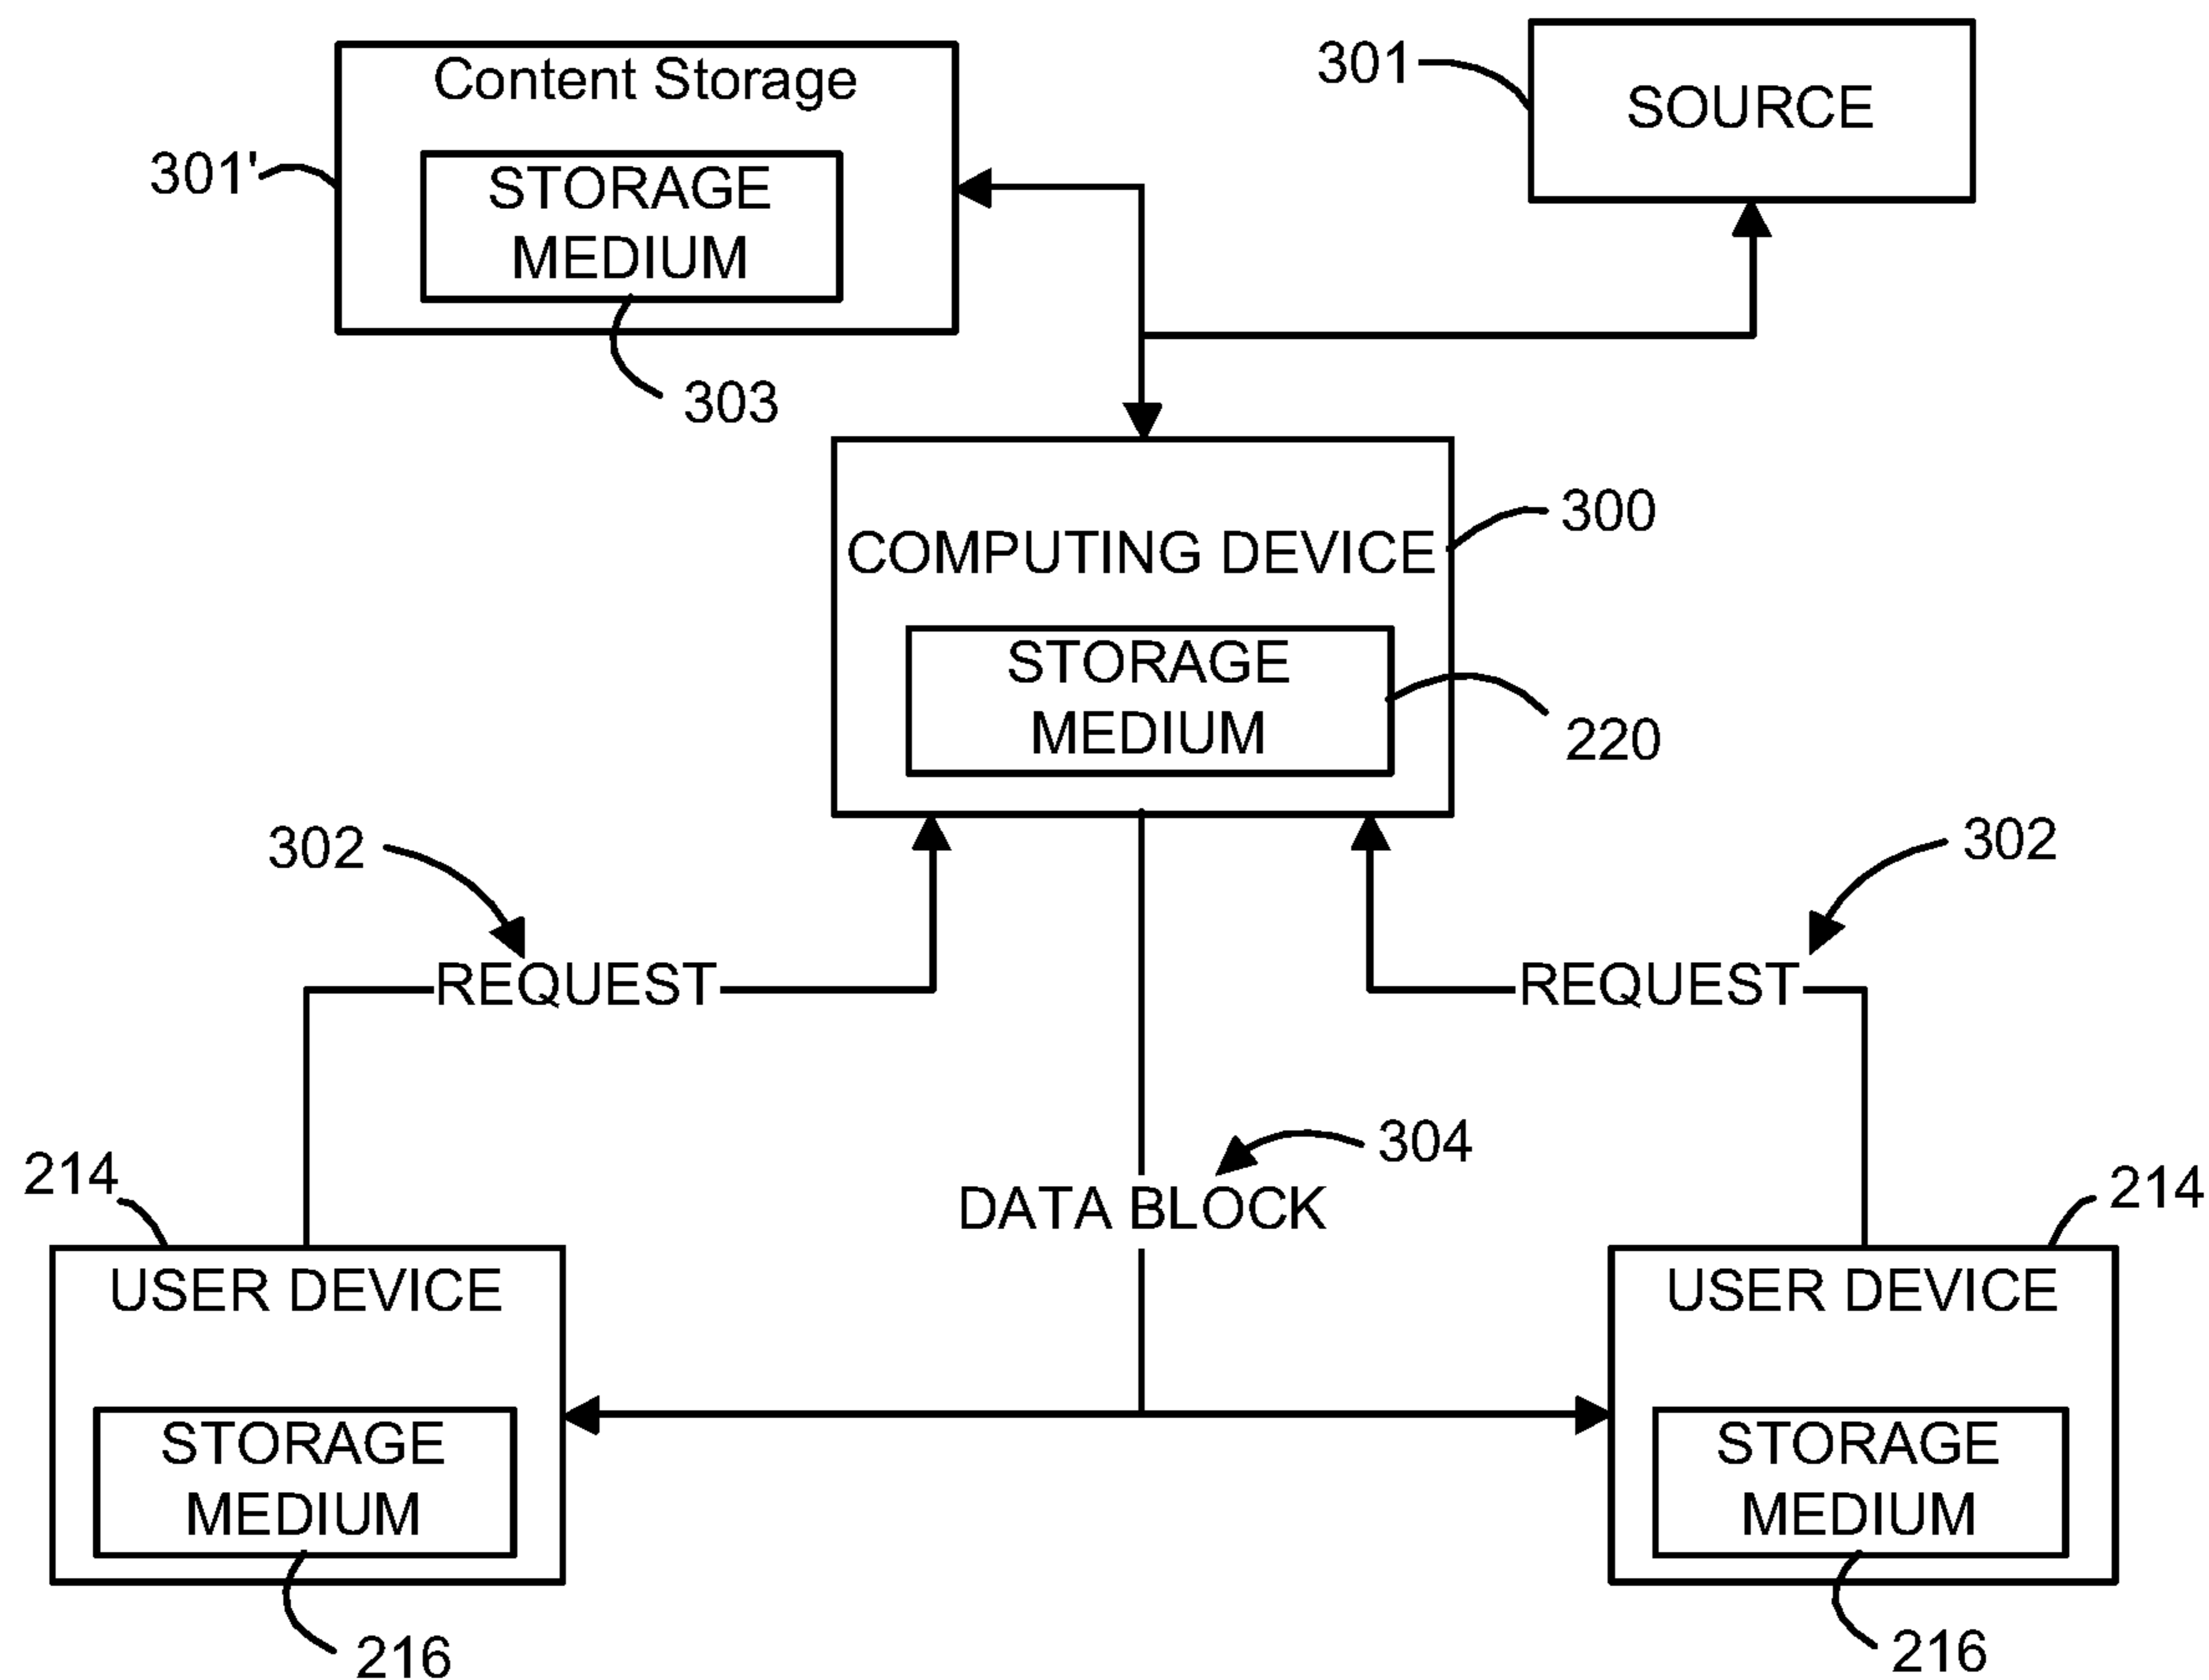 Content Storage
301'
STORAGE
MEDIUM
303
301
SOURCE
300
COMPUTING DEVICE
STORAGE
MEDIUM
220
302
REQUEST
302
REQUEST
304
DATA BLOCK
214
USER DEVICE
STORAGE
MEDIUM
216
214
USER DEVICE
STORAGE
MEDIUM
216